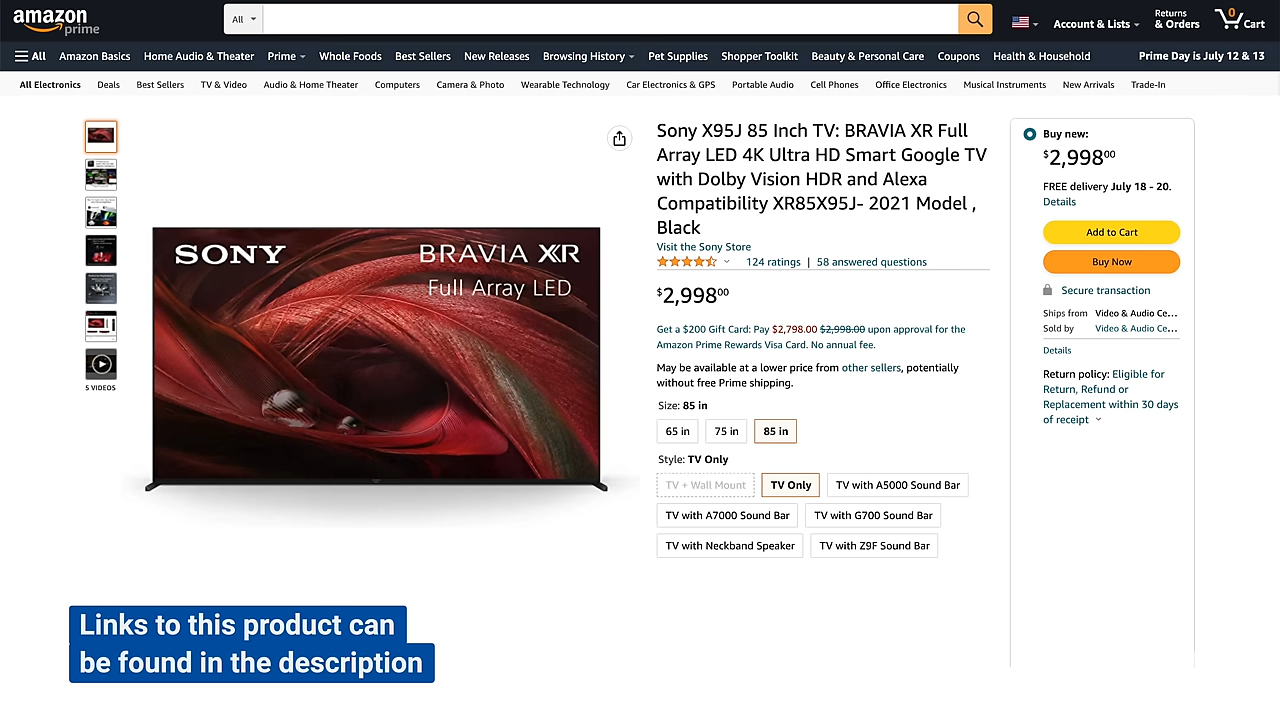 amazon
prime
All
Account & Lists
Returns
& Orders
0
Cart
All
Amazon Basics
Home Audio & Theater
Prime
Whole Foods
Best Sellers
New Releases
Browsing History
Pet Supplies
Shopper Toolkit
Beauty & Personal Care
Coupons
Health & Household
Prime Day is July 12 & 13
All Electronics
Deals
Best Sellers
TV & Video
Audio & Home Theater
Computers
Camera & Photo
Wearable Technology
Car Electronics & GPS
Portable Audio
Cell Phones
Office Electronics
Musical Instruments
New Arrivals
Trade-In
5 VIDEOS
SONY
BRAVIA XR
Full Array LED
Sony X95J 85 Inch TV: BRAVIA XR Full
Array LED 4K Ultra HD Smart Google TV
with Dolby Vision HDR and Alexa
Compatibility XR85X95J- 2021 Model ,
Black
Visit the Sony Store
124 ratings | 58 answered questions
$2,99800
Get a $200 Gift Card: Pay $2,798.00 $2,998.00 upon approval for the
Amazon Prime Rewards Visa Card. No annual fee.
May be available at a lower price from other sellers, potentially
without free Prime shipping.
Size: 85 in
65 in
75 in
85 in
Style: TV Only
TV + Wall Mount
TV Only
TV with A5000 Sound Bar
TV with A7000 Sound Bar
TV with G700 Sound Bar
TV with Neckband Speaker
TV with Z9F Sound Bar
Buy new:
$2,99800
FREE delivery July 18 - 20.
Details
Add to Cart
Buy Now
Secure transaction
Ships from Video & Audio Ce...
Sold by Video & Audio Ce...
Details
Return policy: Eligible for
Return, Refund or
Replacement within 30 days
of receipt
Links to this product can
be found in the description